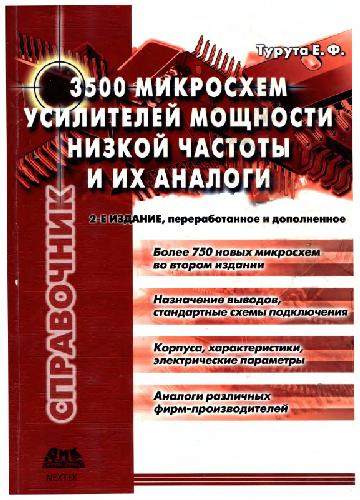 Турута Е. Ф.
3500 МИКРОСХЕМ
УСИЛИТЕЛЕЙ МОЩНОСТИ
НИЗКОЙ ЧАСТОТЫ
И ИХ АНАЛОГИ
СПРАВОЧНИК
2-Е ИЗДАНИЕ, переработанное и дополненное
Более 750 новых микросхем
во втором издании
Назначение выводов,
стандартные схемы подключения
Корпуса, характеристики,
электрические параметры
Аналоги различных
фирм-производителей
ДМК